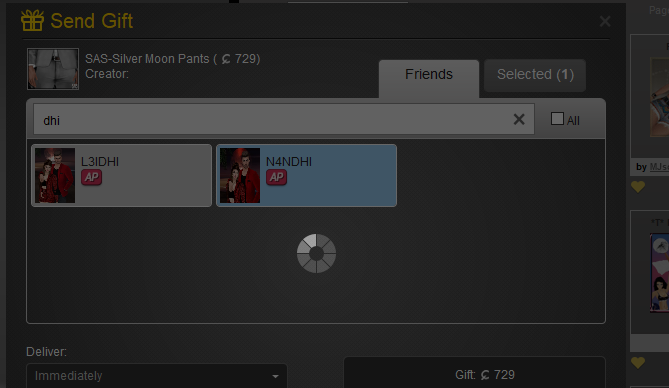 Send Gift
SAS-Silver Moon Pants ( 729)
Creator:
Friends
Selected (1)
dhi
All
L3IDHI
AP
N4NDHI
AP
Deliver:
Immediately
Gift: 729
Page
by MJs